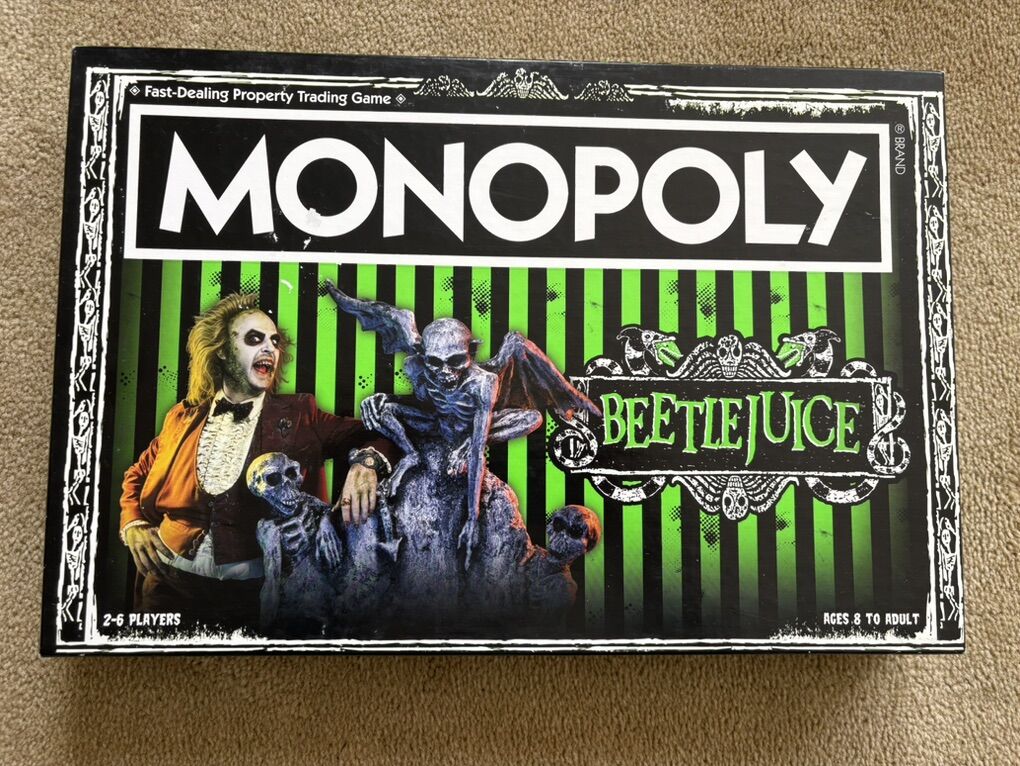 Fast-Dealing Property Trading Game
MONOPOLY
® BRAND
BEETLEJUICE
2-6 PLAYERS
AGES 8 TO ADULT